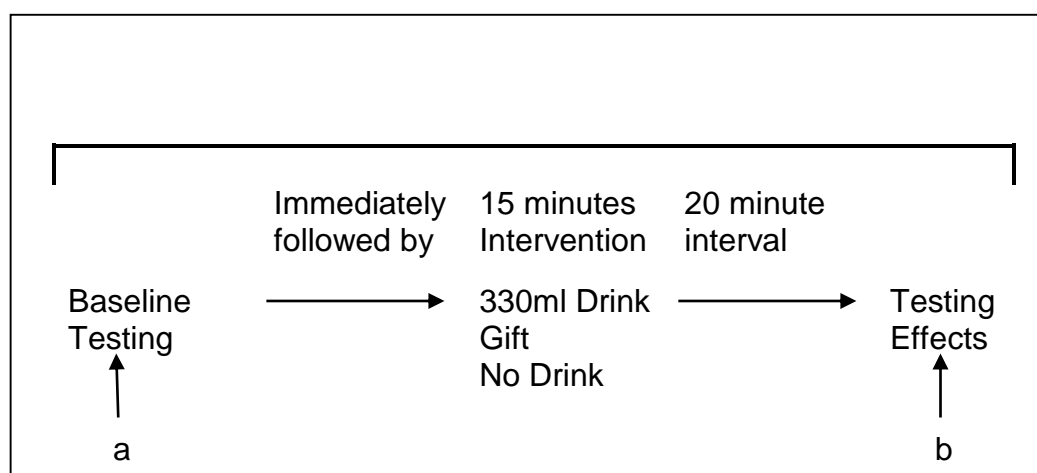 Immediately 15 minutes 20 minute
followed by Intervention interval
Baseline 330ml Drink Testing
Testing Gift Effects
No Drink
a b